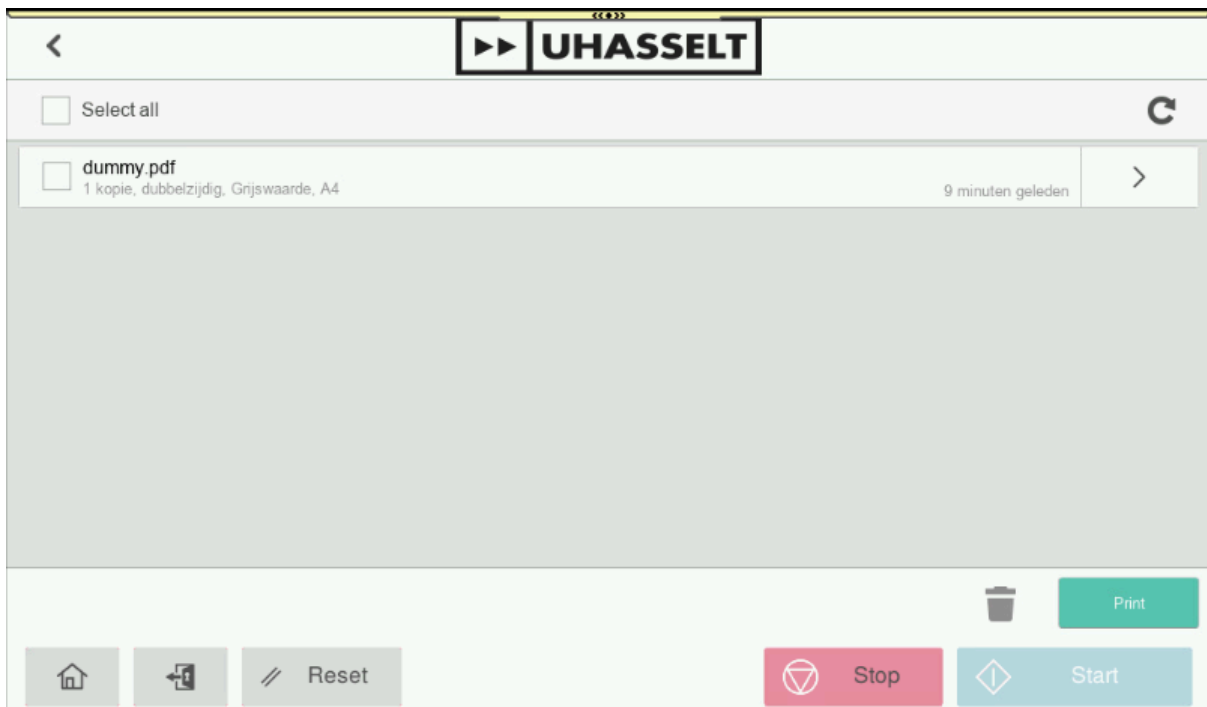 UHASSELT
Select all
dummy.pdf
1 kopie, dubbelzijdig, Grijswaarde, A4
9 minuten geleden
Print
Reset
Stop
Start